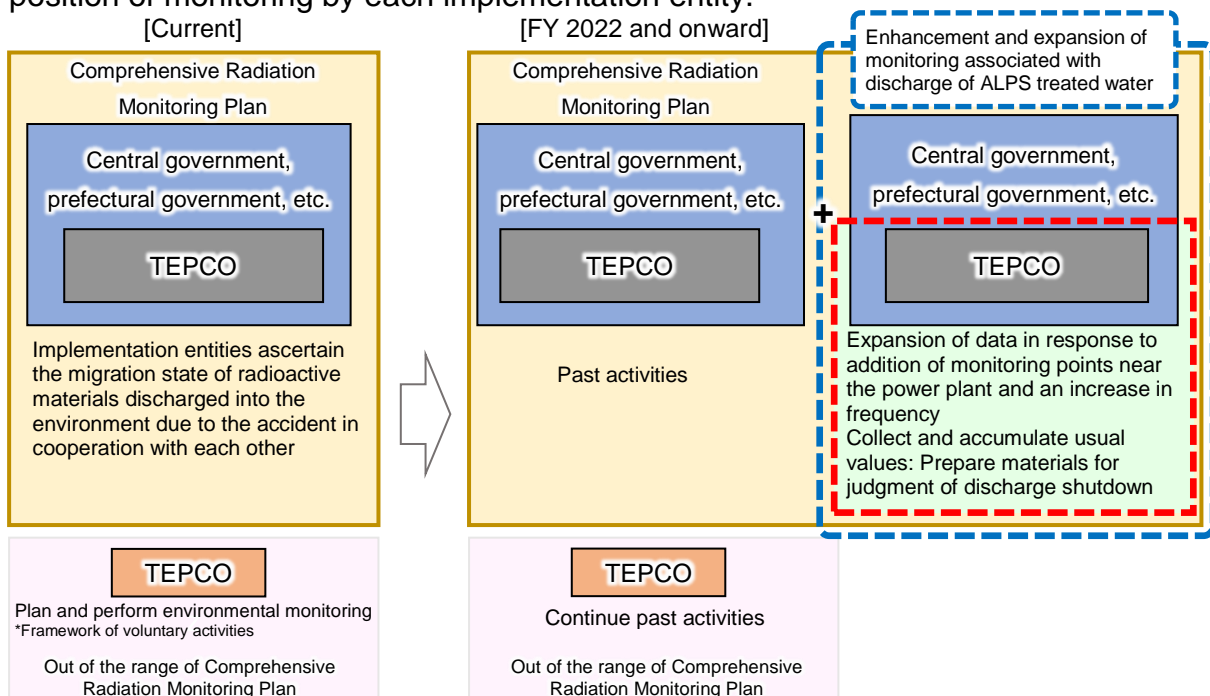 position of monitoring by each implementation entity.
[Current]
Comprehensive Radiation
Monitoring Plan
Central government,
prefectural government, etc.
TEPCO
Implementation entities ascertain
the migration state of radioactive
materials discharged into the
environment due to the accident in
cooperation with each other
TEPCO
Plan and perform environmental monitoring
*Framework of voluntary activities
Out of the range of Comprehensive
Radiation Monitoring Plan
[FY 2022 and onward]
Comprehensive Radiation
Monitoring Plan
Central government,
prefectural government, etc.
TEPCO
Past activities
+
Enhancement and expansion of
monitoring associated with
discharge of ALPS treated water
Central government,
prefectural government, etc.
TEPCO
Expansion of data in response to
addition of monitoring points near
the power plant and an increase in
frequency
Collect and accumulate usual
values: Prepare materials for
judgment of discharge shutdown
TEPCO
Continue past activities
Out of the range of Comprehensive
Radiation Monitoring Plan